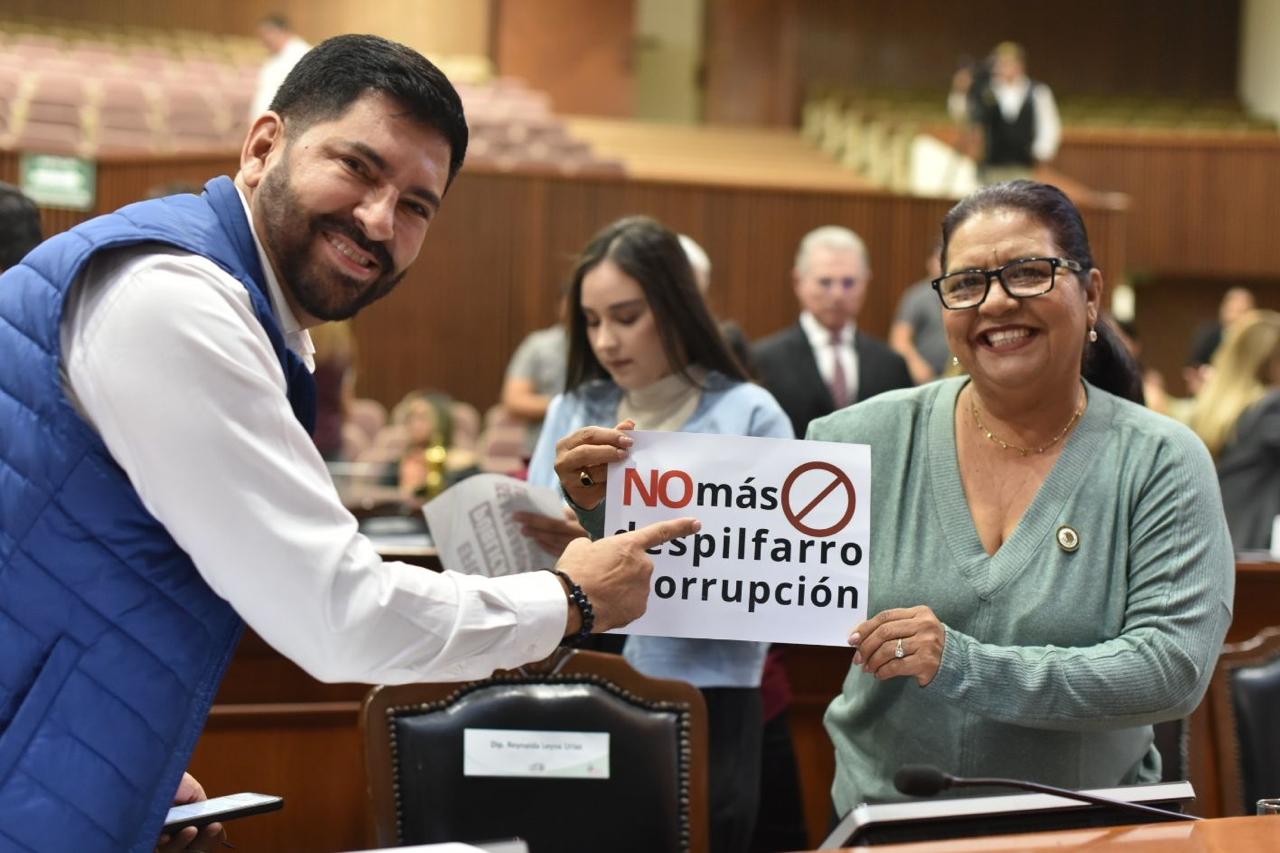 NO más
despilfarro
corrupción
Dip. Reynalda Leyva Urías